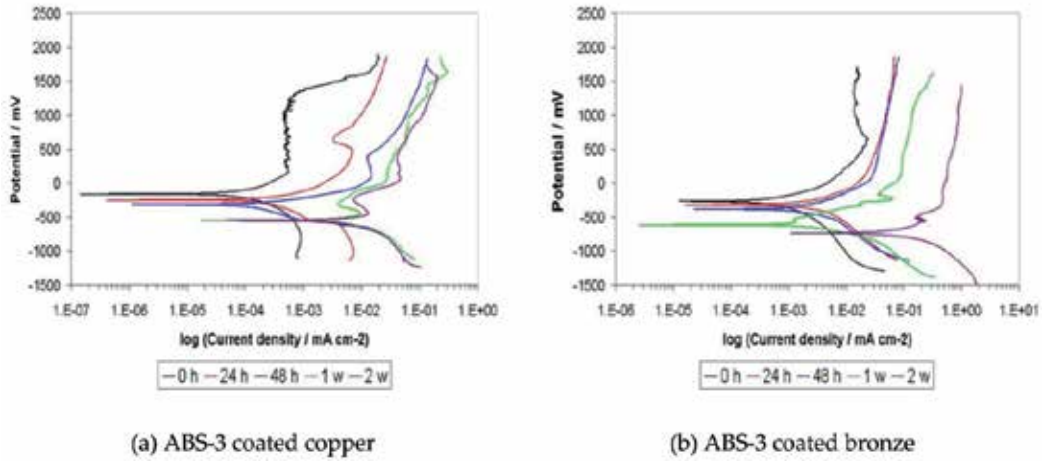 2500
2000
1500
1000
500
0
-500
-1000
-1500
Potential / mV
1.E-07 1.E-06 1.E-05 1.E-04 1.E-03 1.E-02 1.E-01 1.E+00
log (Current density / mA cm-2)
0 h 24 h 48 h 1 w 2 w
(a) ABS-3 coated copper
2500
2000
1500
1000
500
0
-500
-1000
-1500
Potential / mV
1.E-06 1.E-05 1.E-04 1.E-03 1.E-02 1.E-01 1.E+00 1.E+01
log (Current density / mA cm-2)
0 h 24 h 48 h 1 w 2 w
(b) ABS-3 coated bronze